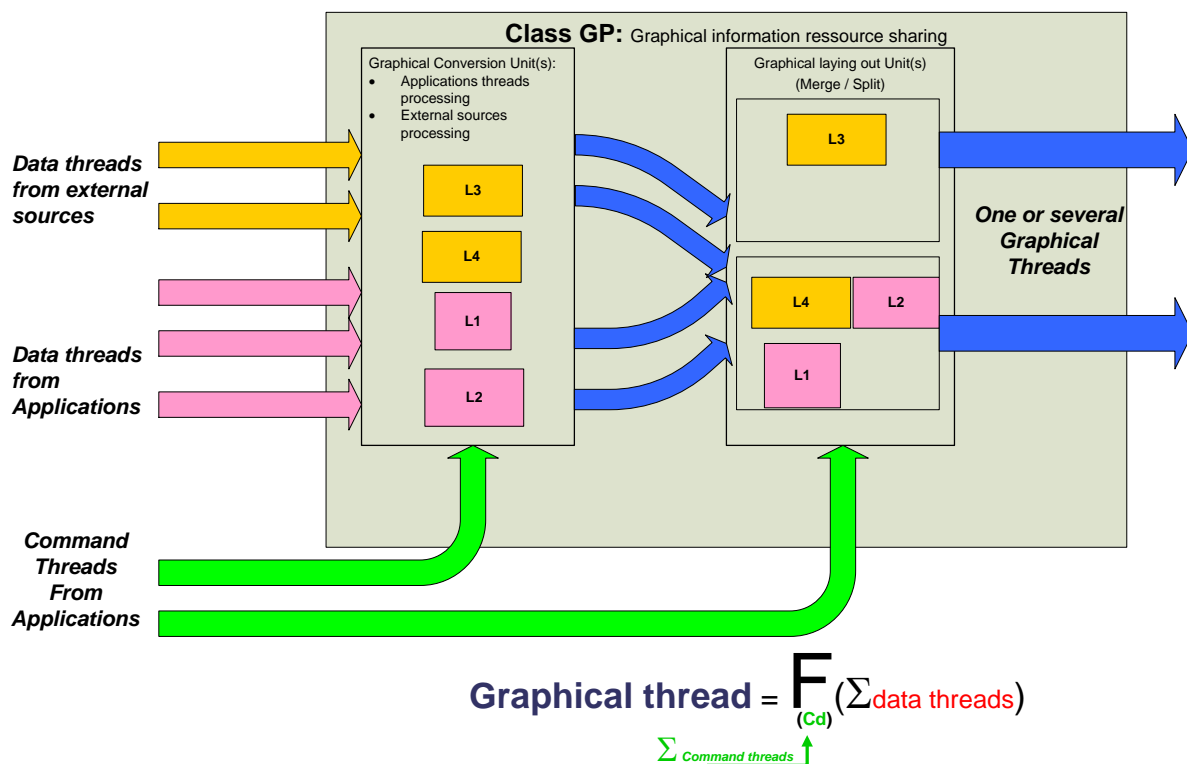 Class GP: Graphical information ressource sharing
Graphical Conversion Unit(s):
• Applications threads
processing
• External sources
processing
Graphical laying out Unit(s)
(Merge / Split)
Data threads
from external
sources
L3
L4
L1
L2
L3
L4
L2
L1
One or several
Graphical
Threads
Data threads
from
Applications
Command
Threads
From
Applications
Graphical thread = F(Σdata threads)
(Cd)
Σ Command threads